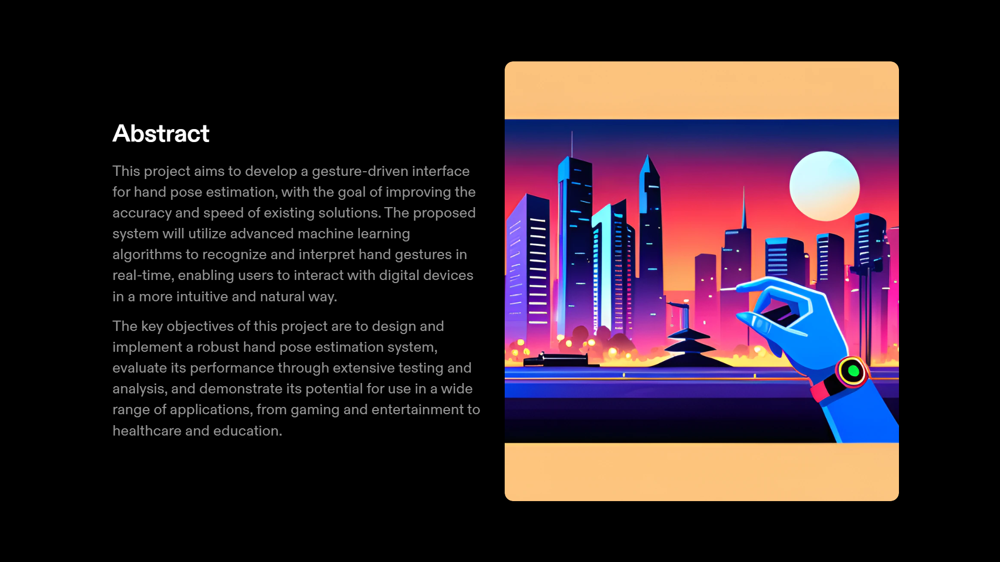 Abstract
This project aims to develop a gesture-driven interface
for hand pose estimation, with the goal of improving the
accuracy and speed of existing solutions. The proposed
system will utilize advanced machine learning
algorithms to recognize and interpret hand gestures in
real-time, enabling users to interact with digital devices
in a more intuitive and natural way.
The key objectives of this project are to design and
implement a robust hand pose estimation system,
evaluate its performance through extensive testing and
analysis, and demonstrate its potential for use in a wide
range of applications, from gaming and entertainment to
healthcare and education.